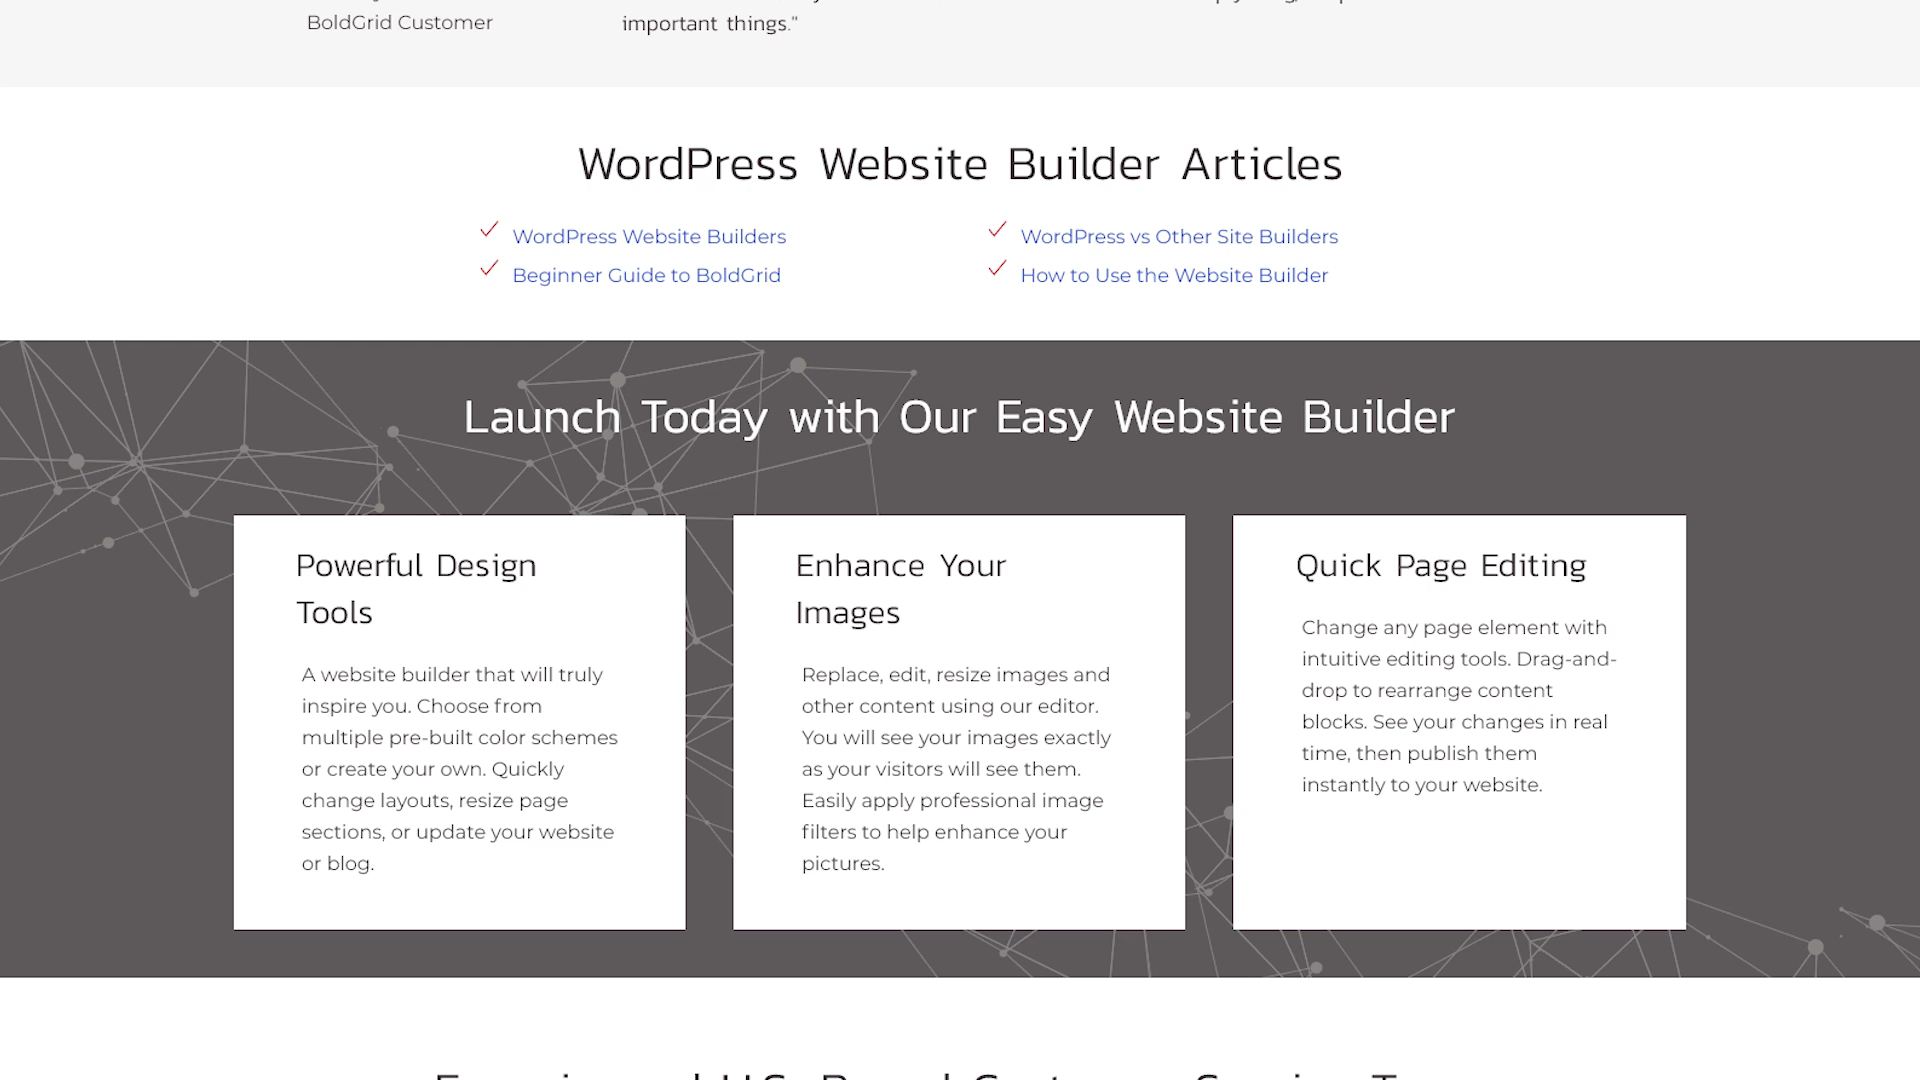 BoldGrid Customer
important things."
WordPress Website Builder Articles
WordPress Website Builders
WordPress vs Other Site Builders
Beginner Guide to BoldGrid
How to Use the Website Builder
Launch Today with Our Easy Website Builder
Powerful Design
Tools
A website builder that will truly
inspire you. Choose from
multiple pre-built color schemes
or create your own. Quickly
change layouts, resize page
sections, or update your website
or blog.
Enhance Your
Images
Replace, edit, resize images and
other content using our editor.
You will see your images exactly
as your visitors will see them.
Easily apply professional image
filters to help enhance your
pictures.
Quick Page Editing
Change any page element with
intuitive editing tools. Drag-and-
drop to rearrange content
blocks. See your changes in real
time, then publish them
instantly to your website.